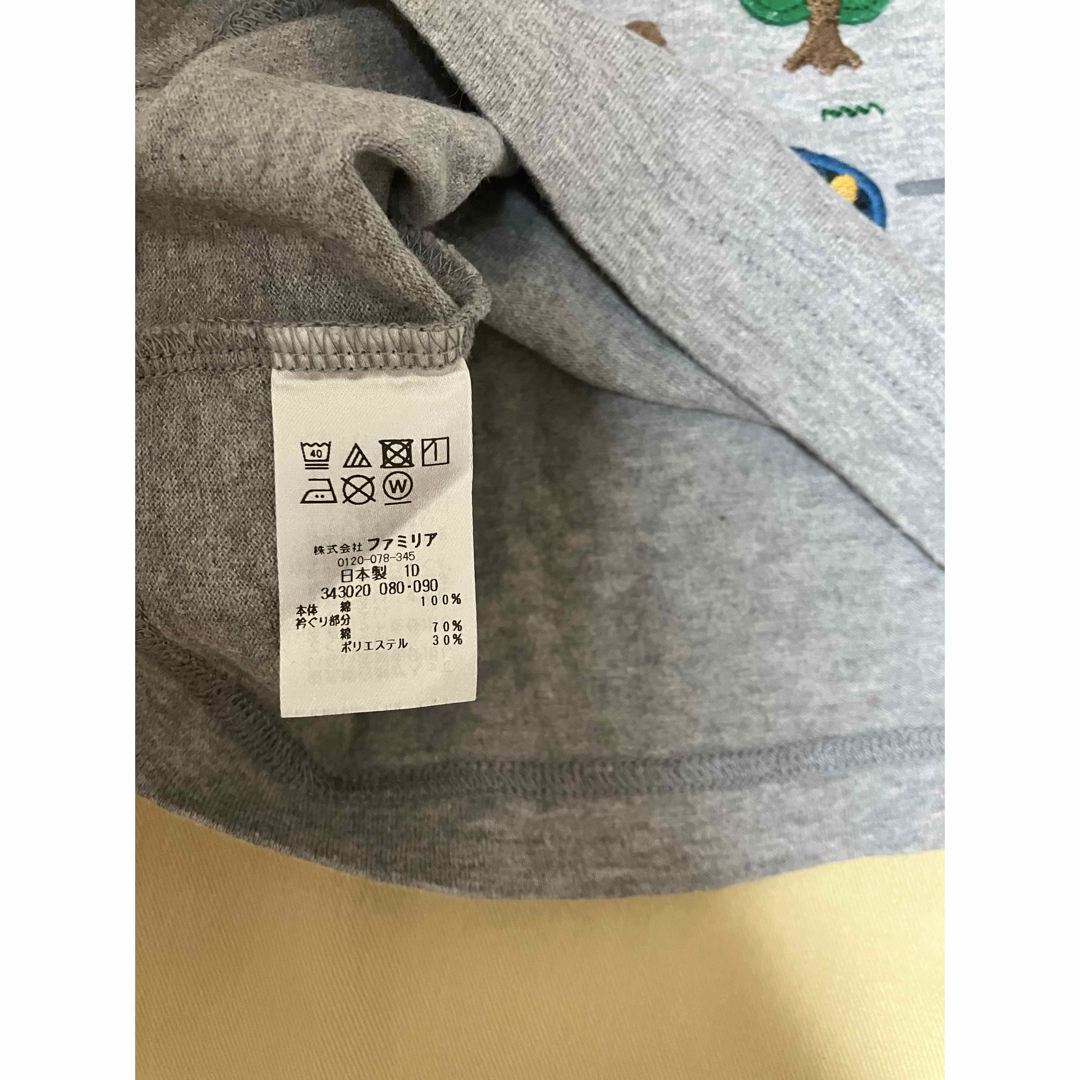 40
W
株式会社 ファミリア
0120-078-345
日本製 1D
343020 080・090
本体 綿 100%
衿ぐり部分
綿 70%
ポリエステル 30%